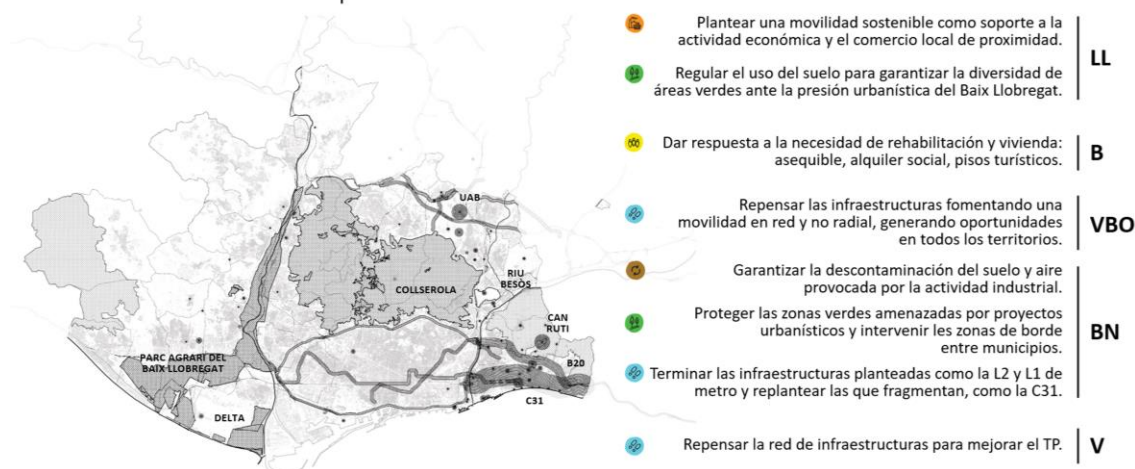 UAB
RIU
BESÒS
COLLSEROLA
CAN
RUTI
PARC AGRARI DEL
BAIX LLOBREGAT
B20
C31
DELTA
Plantear una movilidad sostenible como soporte a la
actividad económica y el comercio local de proximidad.
Regular el uso del suelo para garantizar la diversidad de
áreas verdes ante la presión urbanística del Baix Llobregat.
LL
Dar respuesta a la necesidad de rehabilitación y vivienda:
asequible, alquiler social, pisos turísticos.
B
Repensar las infraestructuras fomentando una
movilidad en red y no radial, generando oportunidades
en todos los territorios.
VBO
Garantizar la descontaminación del suelo y aire
provocada por la actividad industrial.
Proteger las zonas verdes amenazadas por proyectos
urbanísticos y intervenir les zonas de borde
entre municipios.
BN
Terminar las infraestructuras planteadas como la L2 y L1 de
metro y replantear las que fragmentan, como la C31.
Repensar la red de infraestructuras para mejorar el TP.
V